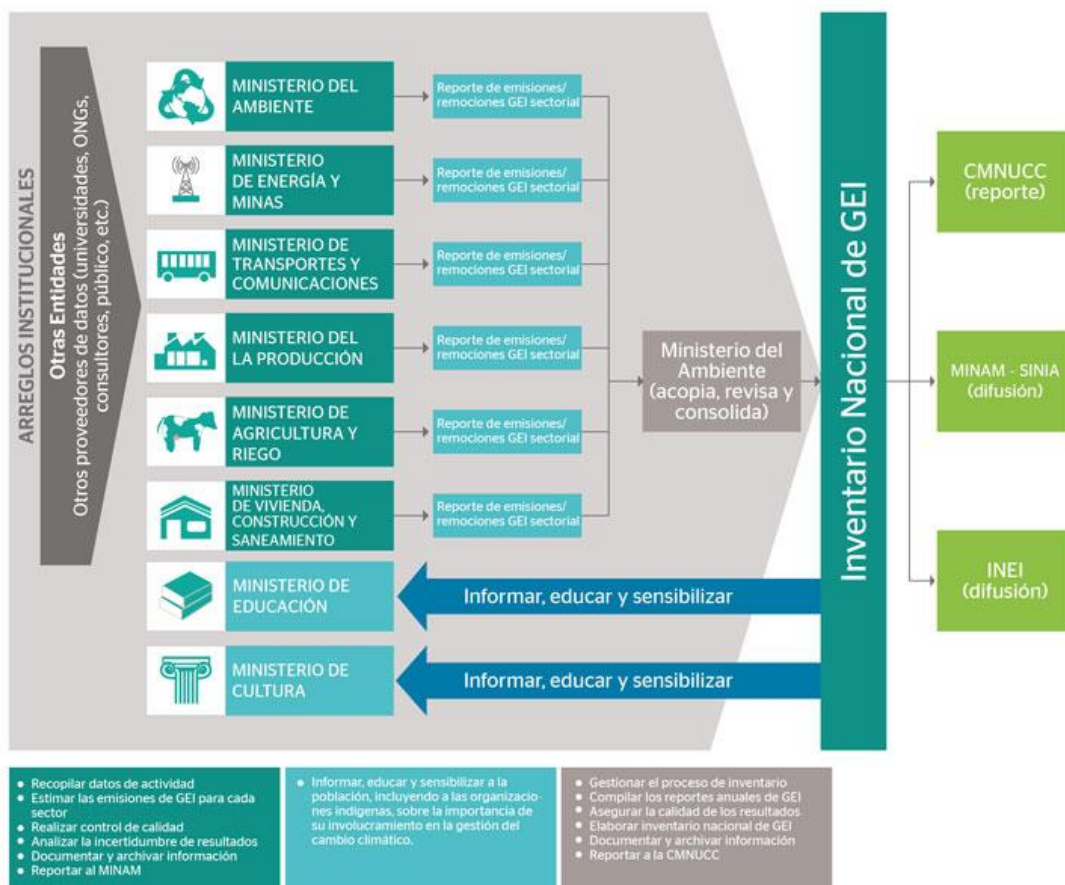 ARREGLOS INSTITUCIONALES
Otras Entidades
Otros proveedores de datos (universidades, ONGs,
consultores, público, etc.)
MINISTERIO DEL
AMBIENTE
Reporte de emisiones/
remociones GEI sectorial
MINISTERIO
DE ENERGÍA Y
MINAS
Reporte de emisiones/
remociones GEI sectorial
MINISTERIO DE
TRANSPORTES Y
COMUNICACIONES
Reporte de emisiones/
remociones GEI sectorial
MINISTERIO DEL
LA PRODUCCIÓN
Reporte de emisiones/
remociones GEI sectorial
MINISTERIO DE
AGRICULTURA Y
RIEGO
Reporte de emisiones/
remociones GEI sectorial
MINISTERIO
DE VIVIENDA,
CONSTRUCCIÓN Y
SANEAMIENTO
Reporte de emisiones/
remociones GEI sectorial
MINISTERIO DE
EDUCACIÓN
Informar, educar y sensibilizar
MINISTERIO DE
CULTURA
Informar, educar y sensibilizar
Ministerio del
Ambiente
(acopia, revisa y
consolida)
Inventario Nacional de GEI
CMNUCC
(reporte)
MINAM - SINIA
(difusión)
INEI
(difusión)
• Recopilar datos de actividad
• Estimar las emisiones de GEI para cada
sector
• Realizar control de calidad
• Analizar la incertidumbre de resultados
• Documentar y archivar información
• Reportar al MINAM
• Informar, educar y sensibilizar a la
población, incluyendo a las organizacio-
nes indígenas, sobre la importancia de
su involucramiento en la gestión del
cambio climático.
• Gestionar el proceso de inventario
• Compilar los reportes anuales de GEI
• Asegurar la calidad de los resultados
• Elaborar inventario nacional de GEI
• Documentar y archivar información
• Reportar a la CMNUCC